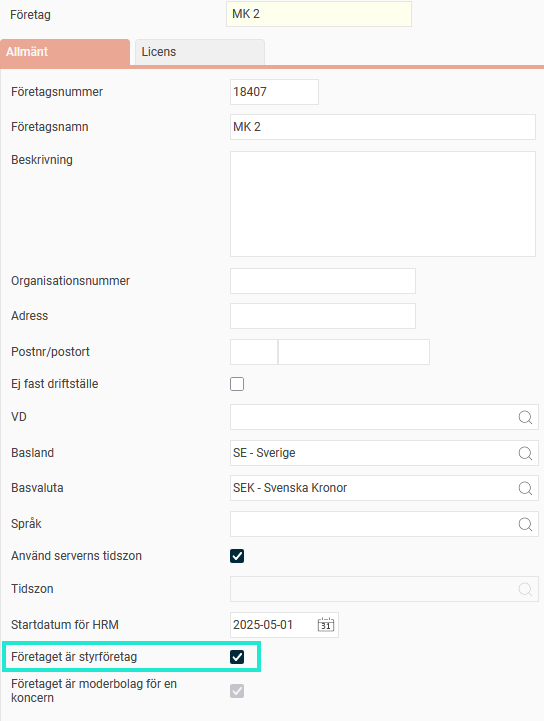 Företag MK 2
Allmänt Licens
Företagsnummer 18407
Företagsnamn MK 2
Beskrivning
Organisationsnummer
Adress
Postnr/postort
Ej fast driftställe
VD
Basland SE - Sverige
Basvaluta SEK - Svenska Kronor
Språk
Använd serverns tidszon
Tidszon
Startdatum för HRM 2025-05-01 31
Företaget är styrföretag
Företaget är moderbolag för en
koncern